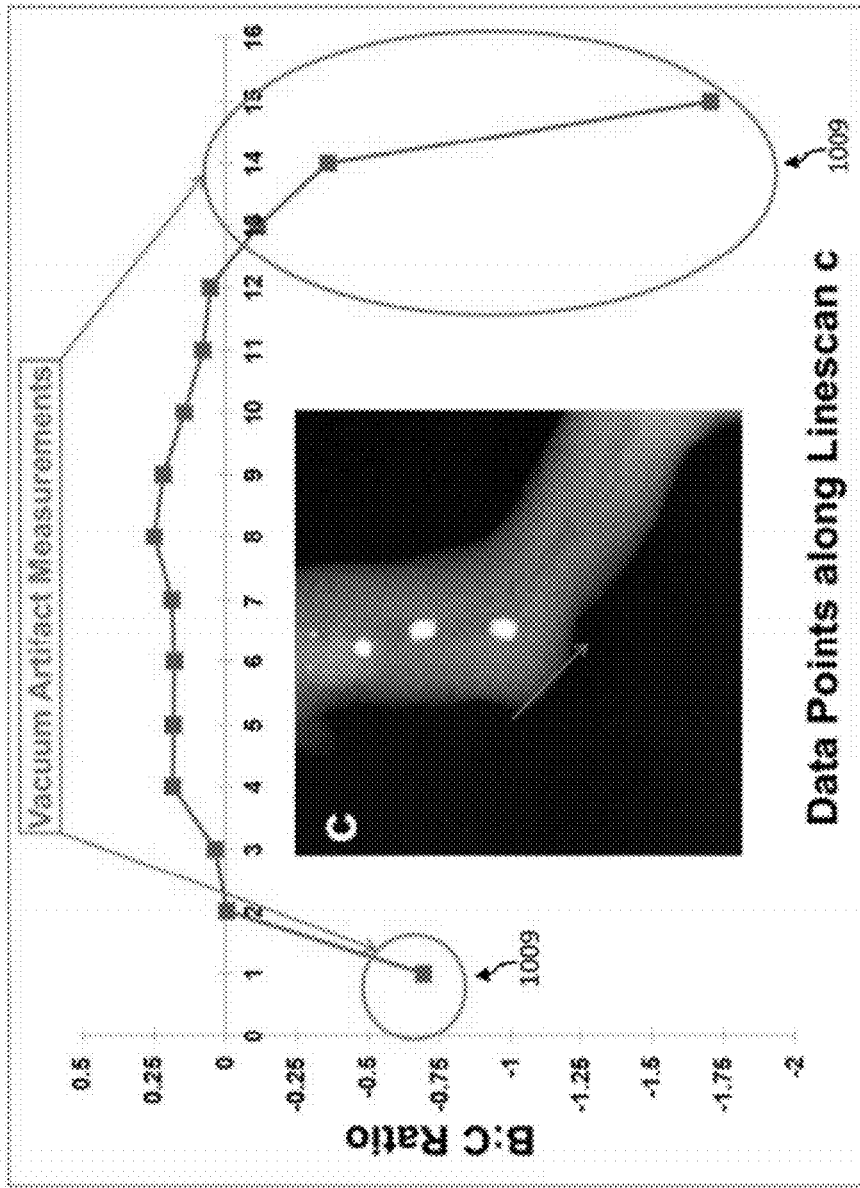 Vacuum Artifact Measurements
0.5
0.25
0
-0.25
-0.5
-0.75
-1
-1.25
-1.5
-1.75
-2
B:C Ratio
0 1 2 3 4 5 6 7 8 9 10 11 12 13 14 15 16
C
1009
1009
Data Points along Linescan c